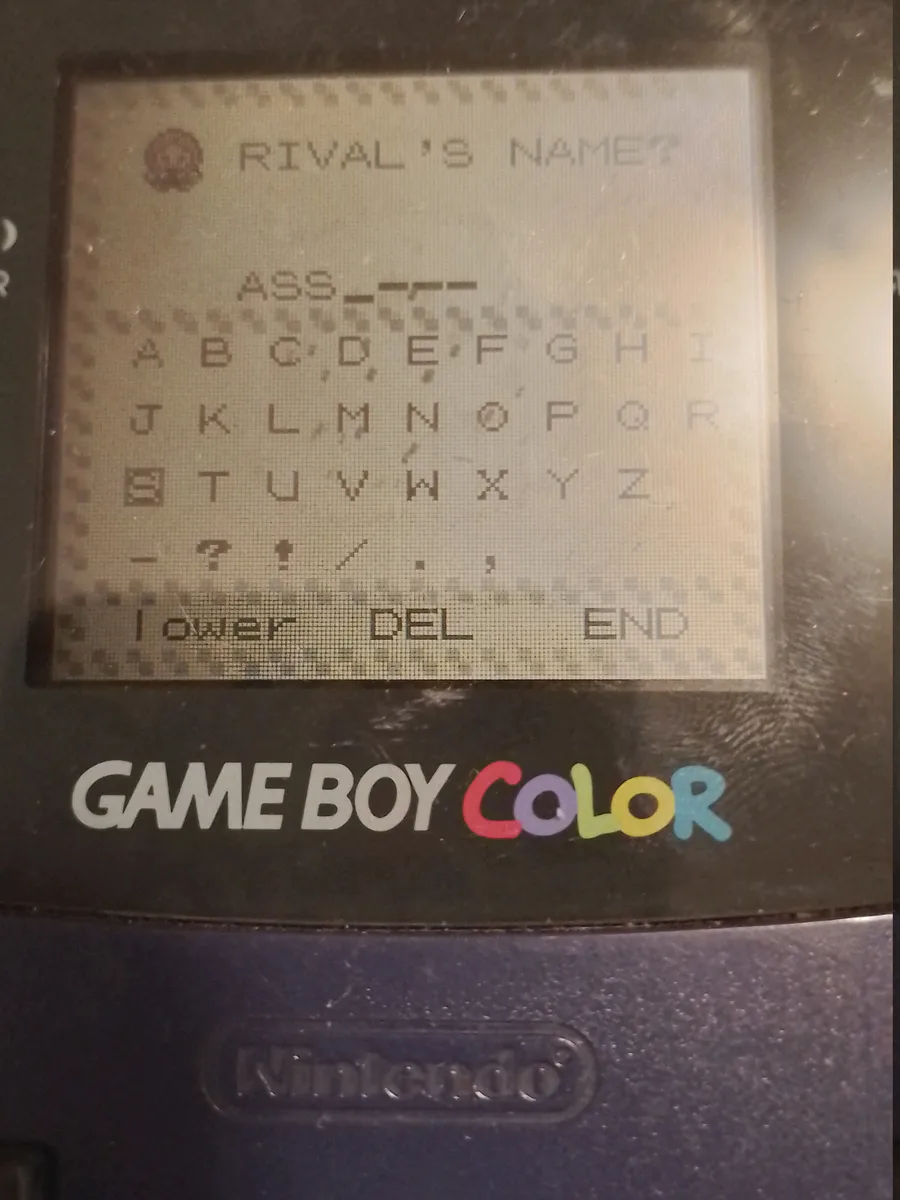 RIVAL'S NAME?
ASS
A B C D E F G H I
J K L M N O P Q R
S T U V W X Y Z
- ? ! / . ,
lower DEL END
GAME BOY COLOR
Nintendo